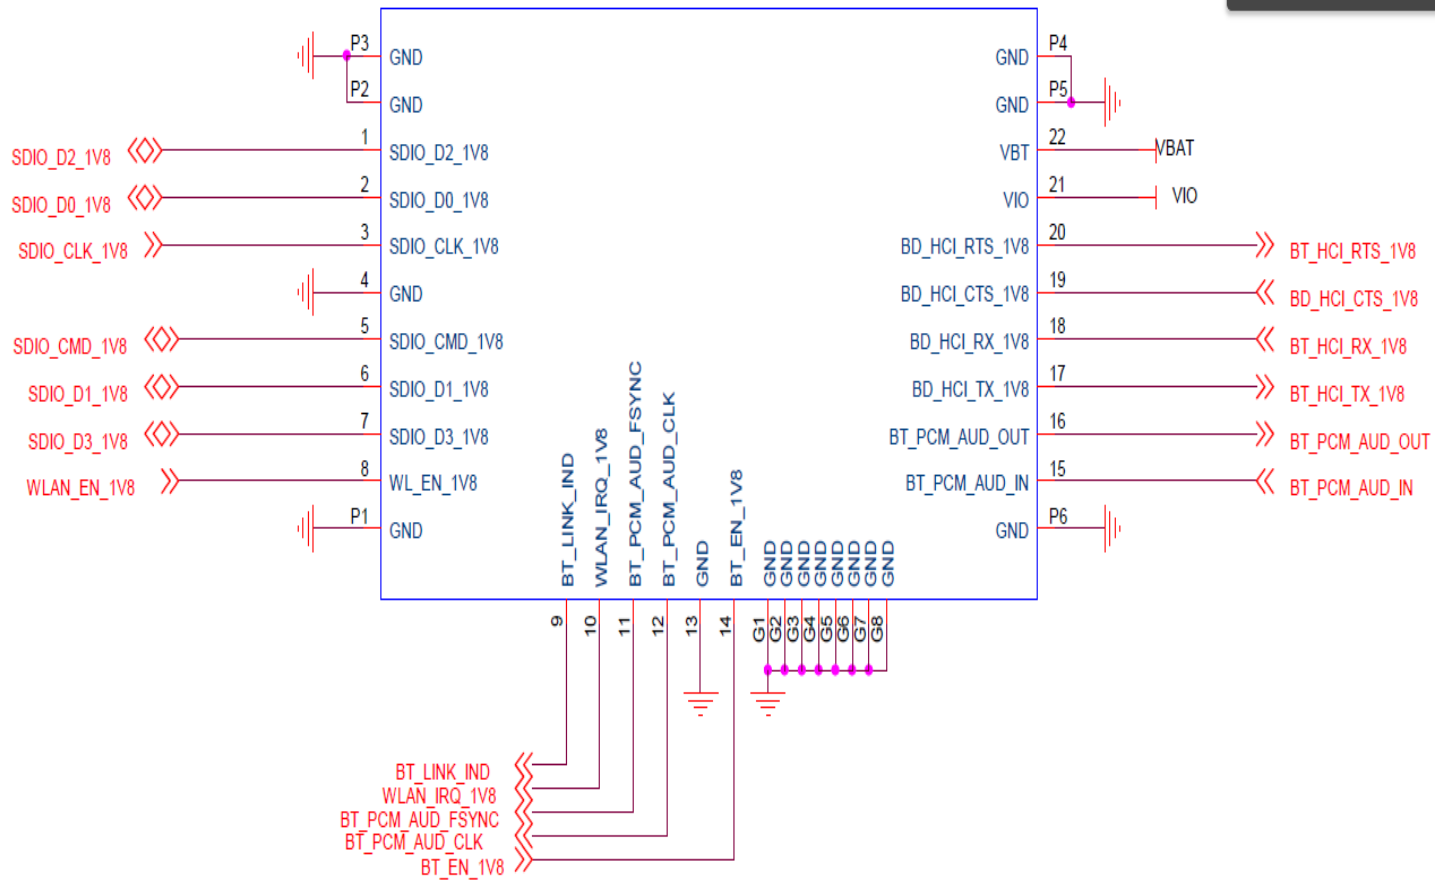 P3 GND GND P4
P2 GND GND P5
SDIO_D2_1V8 1 SDIO_D2_1V8 VBT 22 VBAT
SDIO_D0_1V8 2 SDIO_D0_1V8 VIO 21 VIO
SDIO_CLK_1V8 3 SDIO_CLK_1V8 BD_HCI_RTS_1V8 20 BT_HCI_RTS_1V8
4 GND BD_HCI_CTS_1V8 19 BD_HCI_CTS_1V8
SDIO_CMD_1V8 5 SDIO_CMD_1V8 BD_HCI_RX_1V8 18 BT_HCI_RX_1V8
SDIO_D1_1V8 6 SDIO_D1_1V8 BD_HCI_TX_1V8 17 BT_HCI_TX_1V8
SDIO_D3_1V8 7 SDIO_D3_1V8 BT_PCM_AUD_OUT 16 BT_PCM_AUD_OUT
WLAN_EN_1V8 8 WL_EN_1V8 BT_PCM_AUD_IN 15 BT_PCM_AUD_IN
P1 GND GND P6
BT_LINK_IND
WLAN_IRQ_1V8
BT_PCM_AUD_FSYNC
BT_PCM_AUD_CLK
GND
BT_EN_1V8
GND
GND
GND
GND
GND
GND
GND
GND
9 10 11 12 13 14 G1 G2 G3 G4 G5 G6 G7 G8
BT_LINK_IND
WLAN_IRQ_1V8
BT_PCM_AUD_FSYNC
BT_PCM_AUD_CLK
BT_EN_1V8